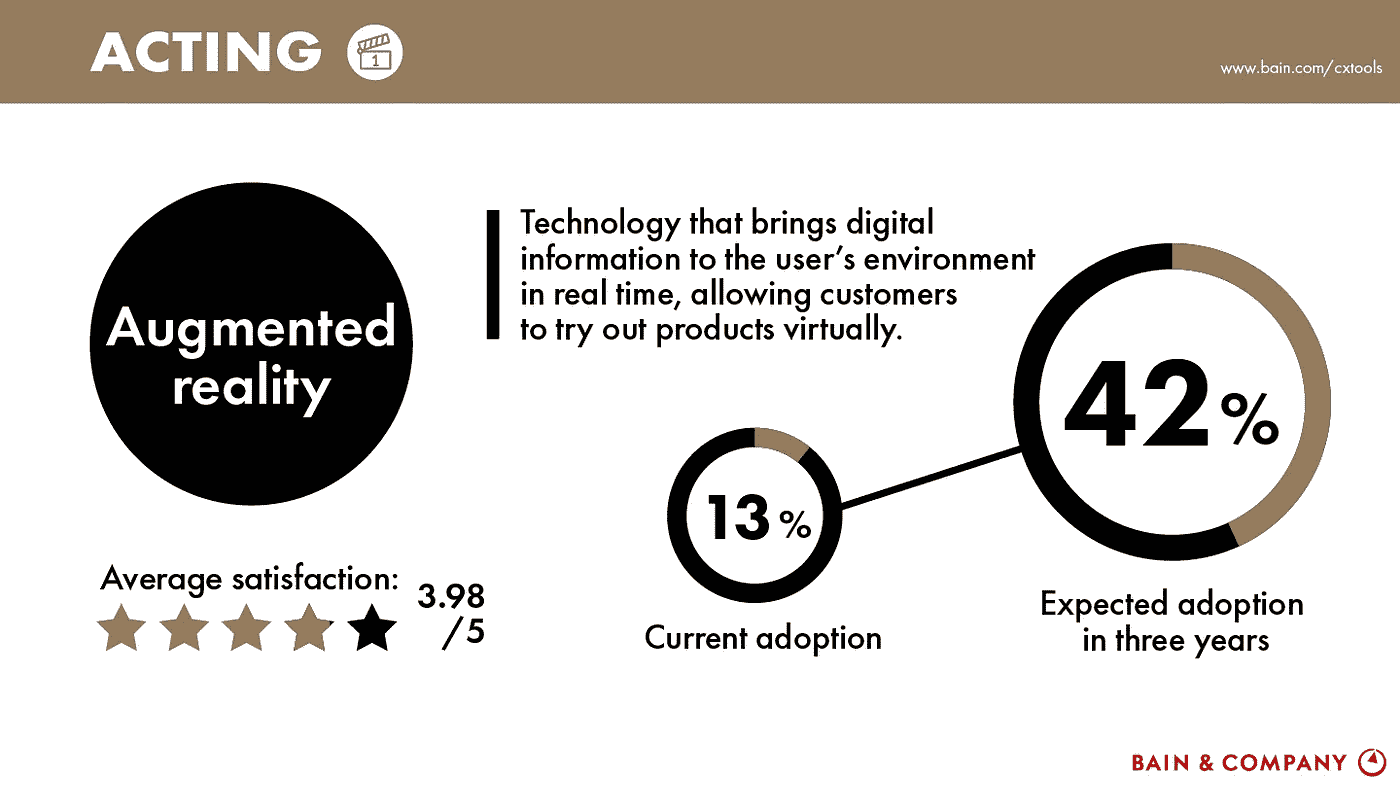 ACTING
1
www.bain.com/cxtools
Augmented
reality
Technology that brings digital
information to the user's environment
in real time, allowing customers
to try out products virtually.
42%
13%
Average satisfaction:
3.98
/5
Current adoption
Expected adoption
in three years
BAIN & COMPANY